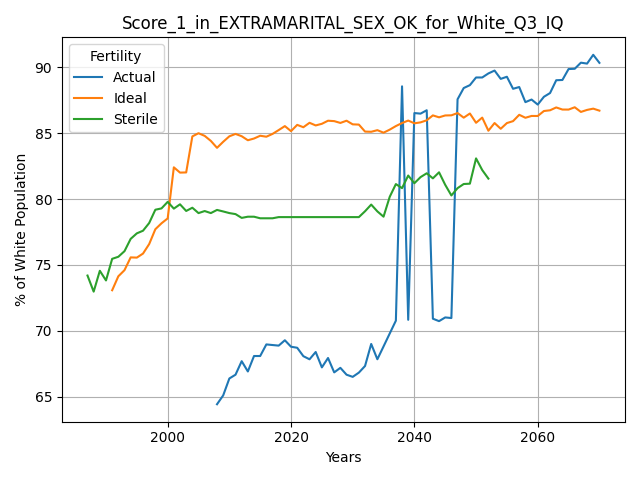 Score_1_in_EXTRAMARITAL_SEX_OK_for_White_Q3_IQ
Fertility
Actual
Ideal
Sterile
% of White Population
90
85
80
75
70
65
2000
2020
2040
2060
Years